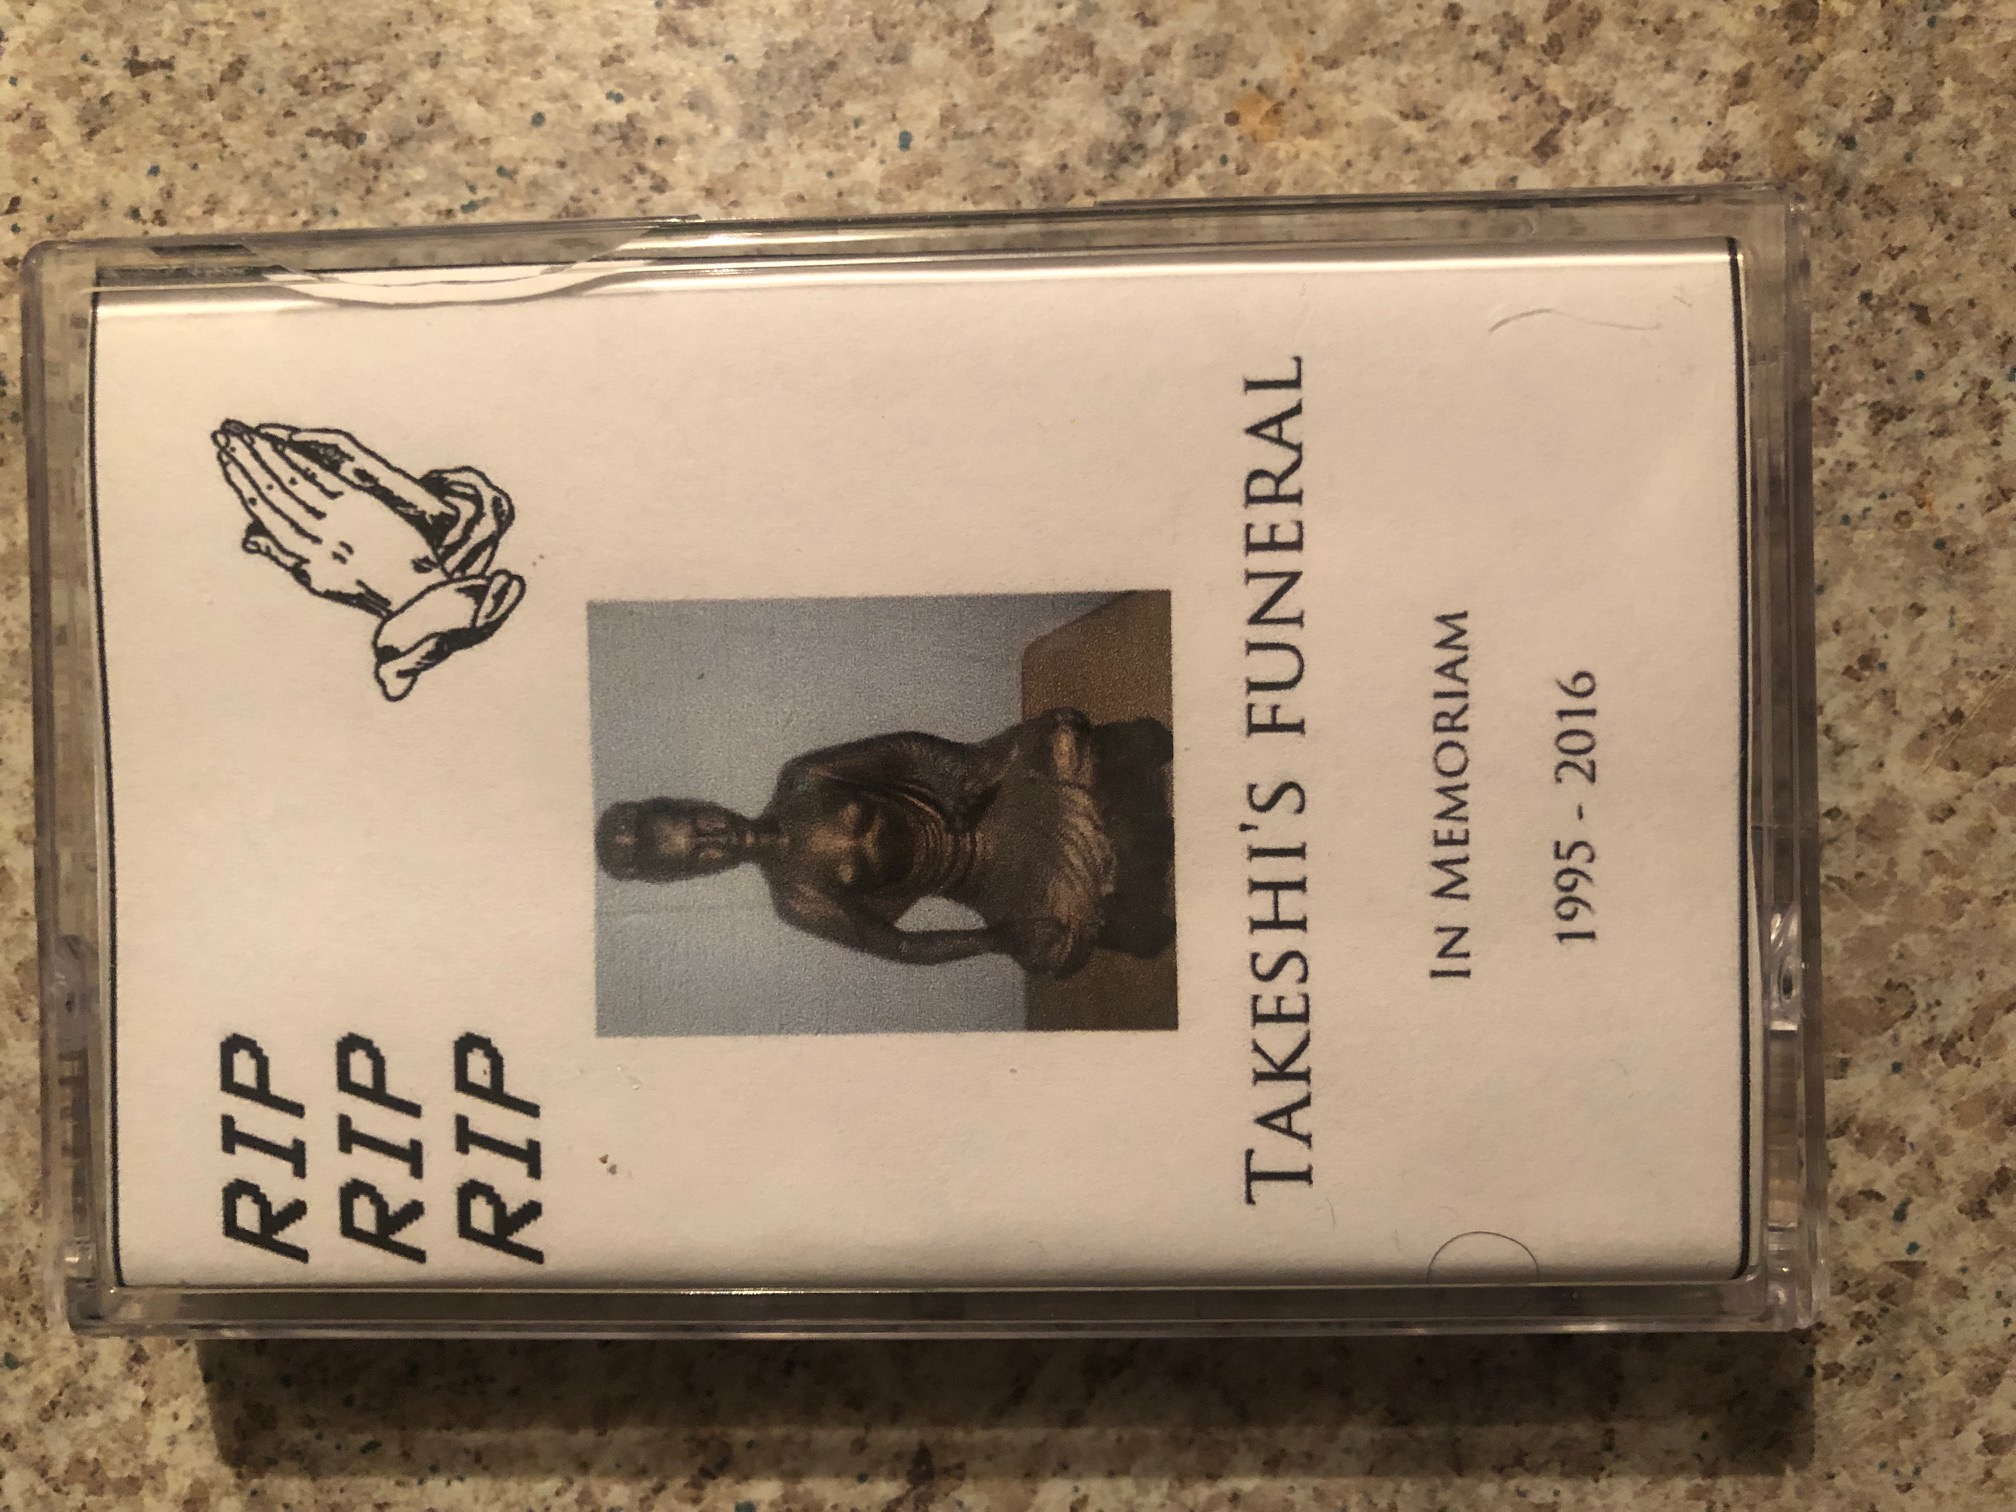 RIP
RIP
RIP
TAKESHI'S FUNERAL
IN MEMORIAM
1995 - 2016